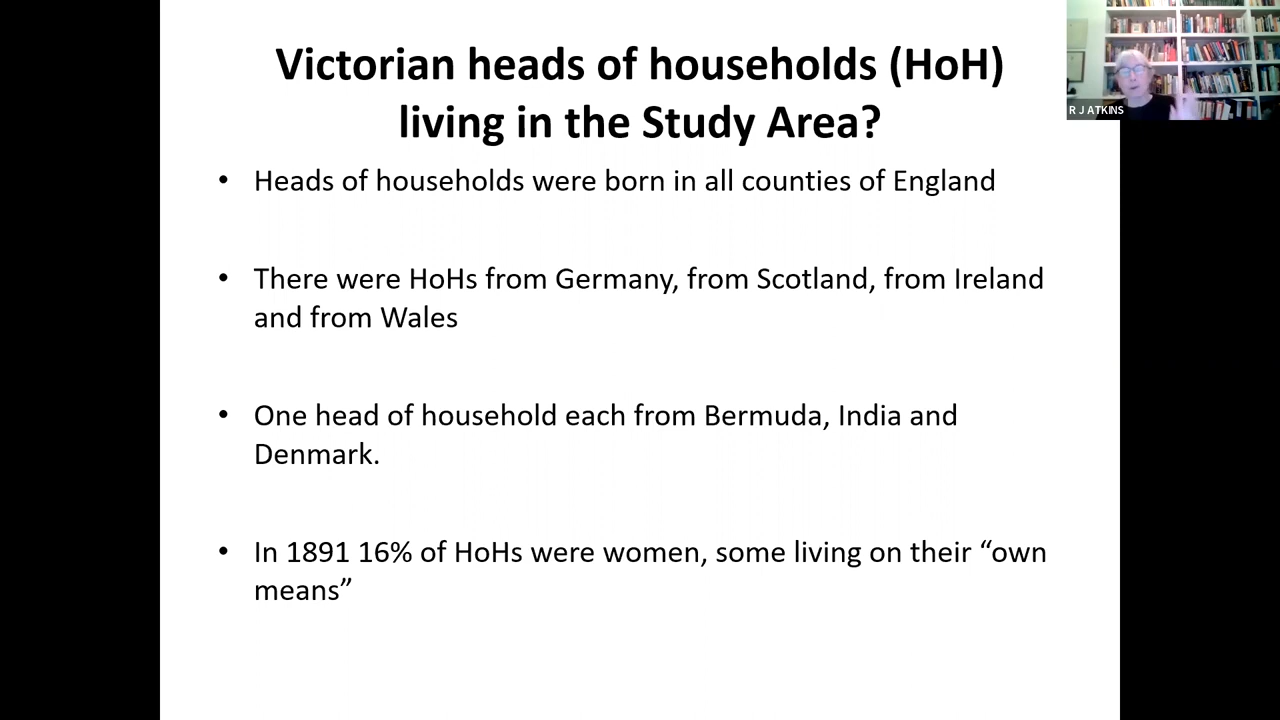 Victorian heads of households (HoH)
living in the Study Area?
• Heads of households were born in all counties of England
• There were HoHs from Germany, from Scotland, from Ireland
and from Wales
• One head of household each from Bermuda, India and
Denmark.
• In 1891 16% of HoHs were women, some living on their “own
means”
R J ATKINS